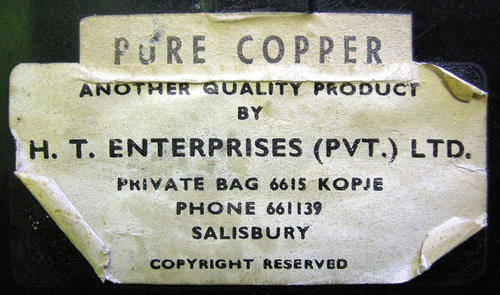 PURE COPPER
ANOTHER QUALITY PRODUCT
BY
H. T. ENTERPRISES (PVT.) LTD.
PRIVATE BAG 6615 KOPJE
PHONE 661139
SALISBURY
COPYRIGHT RESERVED